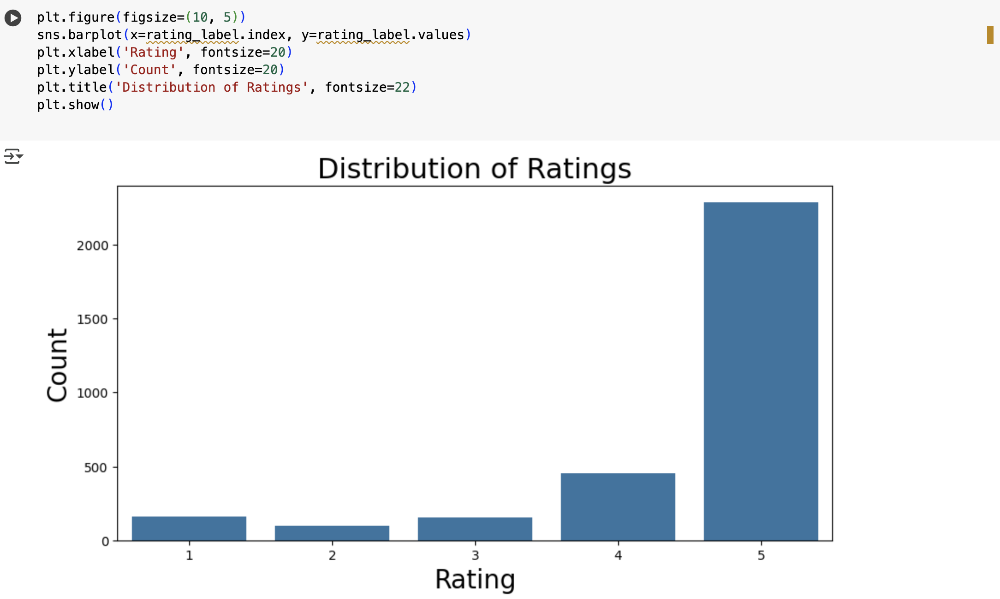 plt.figure(figsize=(10, 5))
sns.barplot(x=rating_label.index, y=rating_label.values)
plt.xlabel('Rating', fontsize=20)
plt.ylabel('Count', fontsize=20)
plt.title('Distribution of Ratings', fontsize=22)
plt.show()
Distribution of Ratings
2000
1500
1000
500
0
Count
1 2 3 4 5
Rating